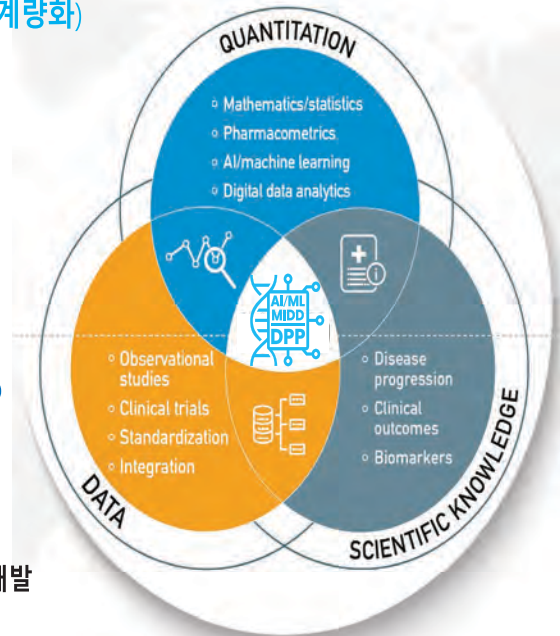 계량화)
QUANTITATION
◦ Mathematics/statistics
◦ Pharmacometrics
◦ AI/machine learning
◦ Digital data analytics
AI/ML
MIDD
DPP
◦ Observational
studies
◦ Clinical trials
◦ Standardization
◦ Integration
◦ Disease
progression
◦ Clinical
outcomes
◦ Biomarkers
DATA
SCIENTIFIC KNOWLEDGE
개발